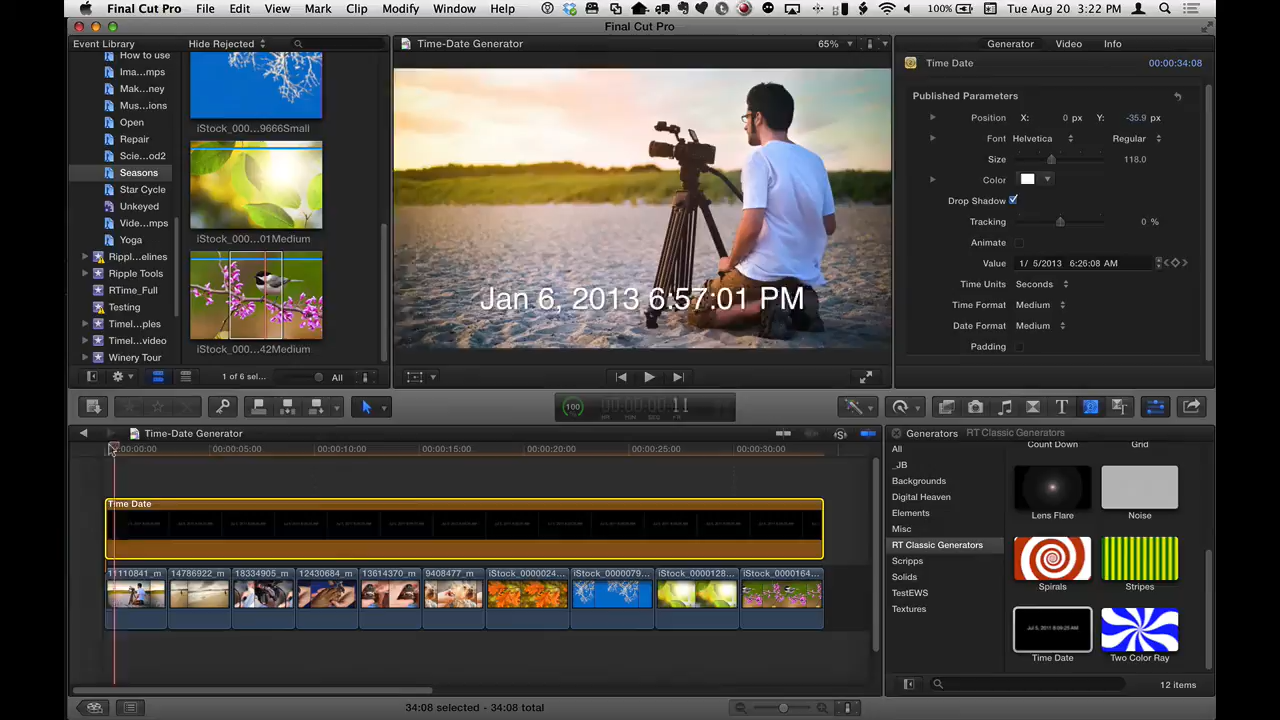 Final Cut Pro File Edit View Mark Clip Modify Window Help 100% Tue Aug 20 3:22 PM
Final Cut Pro
Event Library Hide Rejected
How to use
Ima...mps
Mak...ney
Mus...ions
Open
Repair
Scie...od2
Seasons
Star Cycle
Unkeyed
Vide...mps
Yoga
Rippl...elines
Ripple Tools
RTime_Full
Testing
Timel...ples
Timel...video
Winery Tour
iStock_000...9666Small
iStock_000...01Medium
iStock_000...42Medium
1 of 6 sel... All
Time-Date Generator 65%
Jan 6, 2013 6:57:01 PM
Generator Video Info
Time Date 00:00:34:08
Published Parameters
Position X: 0 px Y: -35.9 px
Font Helvetica Regular
Size 118.0
Color
Drop Shadow
Tracking 0 %
Animate
Value 1/ 5/2013 6:26:08 AM
Time Units Seconds
Time Format Medium
Date Format Medium
Padding
100 11
Time-Date Generator
00:00:05:00 00:00:10:00 00:00:15:00 00:00:20:00 00:00:25:00 00:00:30:00
Time Date
11110841_m 14786922_m 18334905_m 12430684_m 13614370_m 9408477_m iStock_0000024... iStock_0000079... iStock_0000128... iStock_0000164...
34:08 selected - 34:08 total
Generators RT Classic Generators
All
_JB
Backgrounds
Digital Heaven
Elements
Misc
RT Classic Generators
Scripps
Solids
TestEWS
Textures
Count Down Grid
Lens Flare Noise
Spirals Stripes
Time Date Two Color Ray
12 items